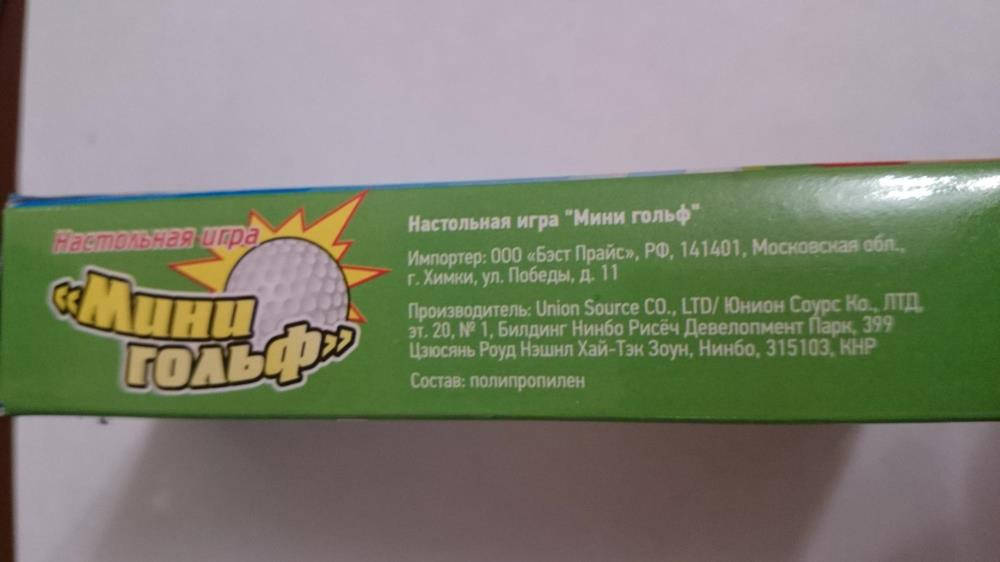 Настольная игра
«Мини
гольф»
Настольная игра "Мини гольф"
Импортер: ООО «Бэст Прайс», РФ, 141401, Московская обл.,
г. Химки, ул. Победы, д. 11
Производитель: Union Source CO., LTD/ Юнион Соурс Ко., ЛТД,
эт. 20, № 1, Билдинг Нинбо Рисёч Девелопмент Парк, 399
Цзюсянь Роуд Нэшнл Хай-Тэк Зоун, Нинбо, 315103, КНР
Состав: полипропилен